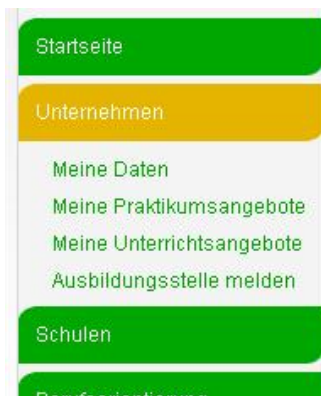 Startseite
Unternehmen
Meine Daten
Meine Praktikumsangebote
Meine Unterrichtsangebote
Ausbildungsstelle melden
Schulen